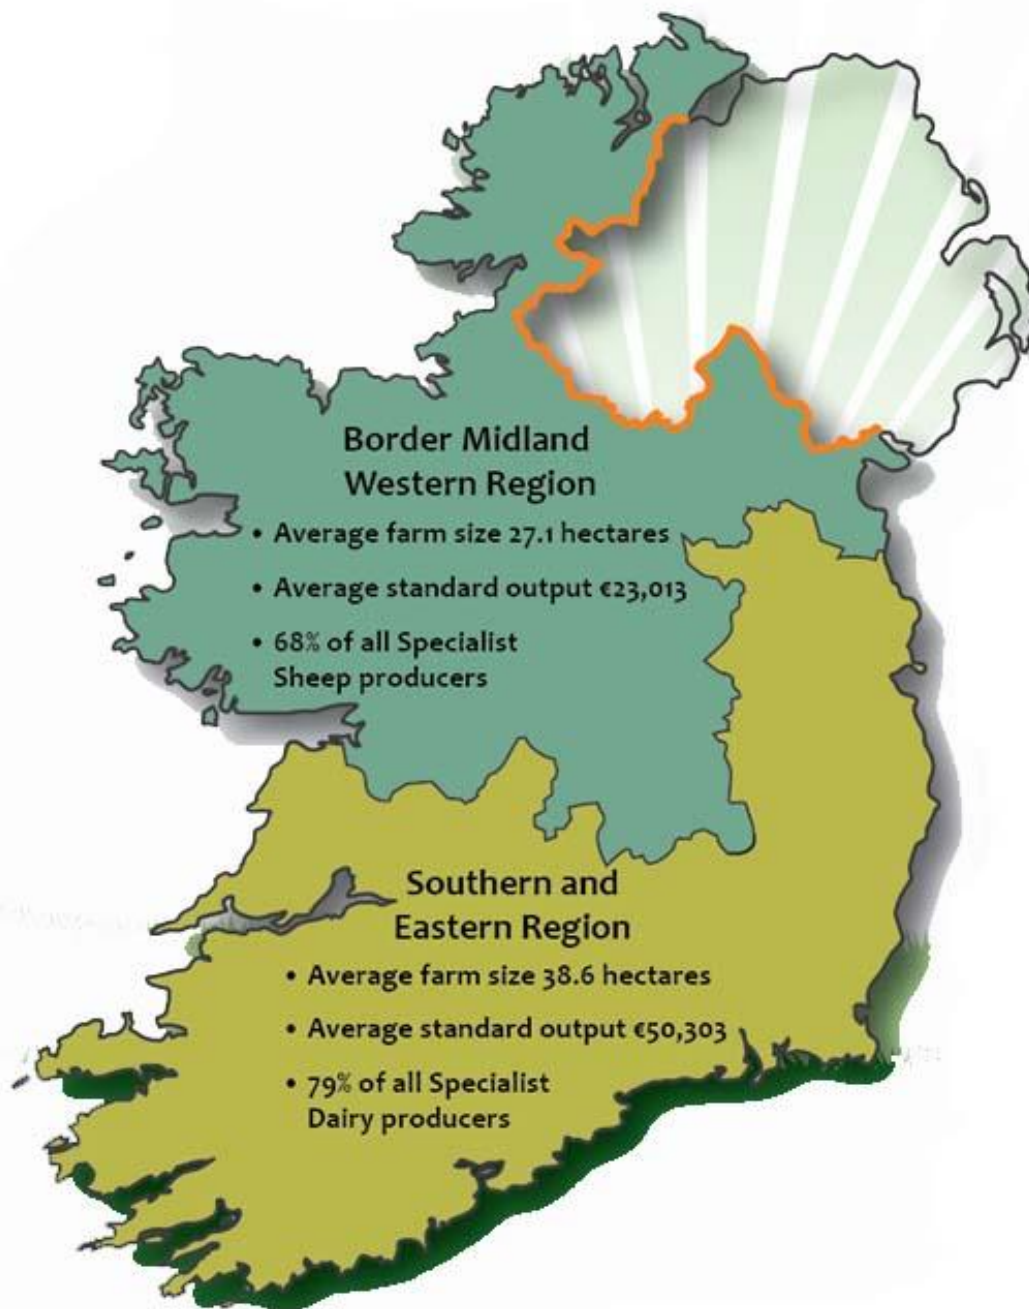 Border Midland
Western Region
• Average farm size 27.1 hectares
• Average standard output €23,013
• 68% of all Specialist
Sheep producers
Southern and
Eastern Region
• Average farm size 38.6 hectares
• Average standard output €50,303
• 79% of all Specialist
Dairy producers